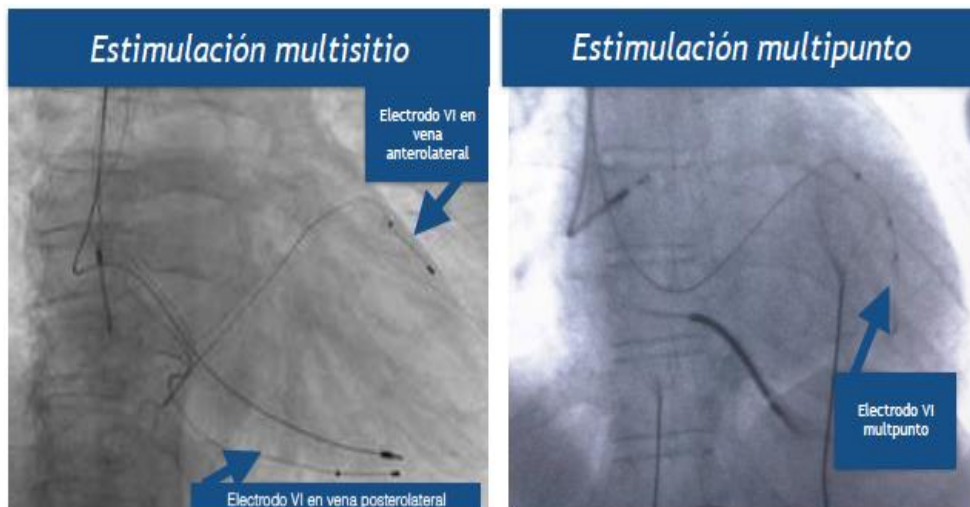 Estimulación multisitio
Estimulación multipunto
Electrodo VI en
vena
anterolateral
Electrodo VI en vena posterolateral
Electrodo VI
multpunto